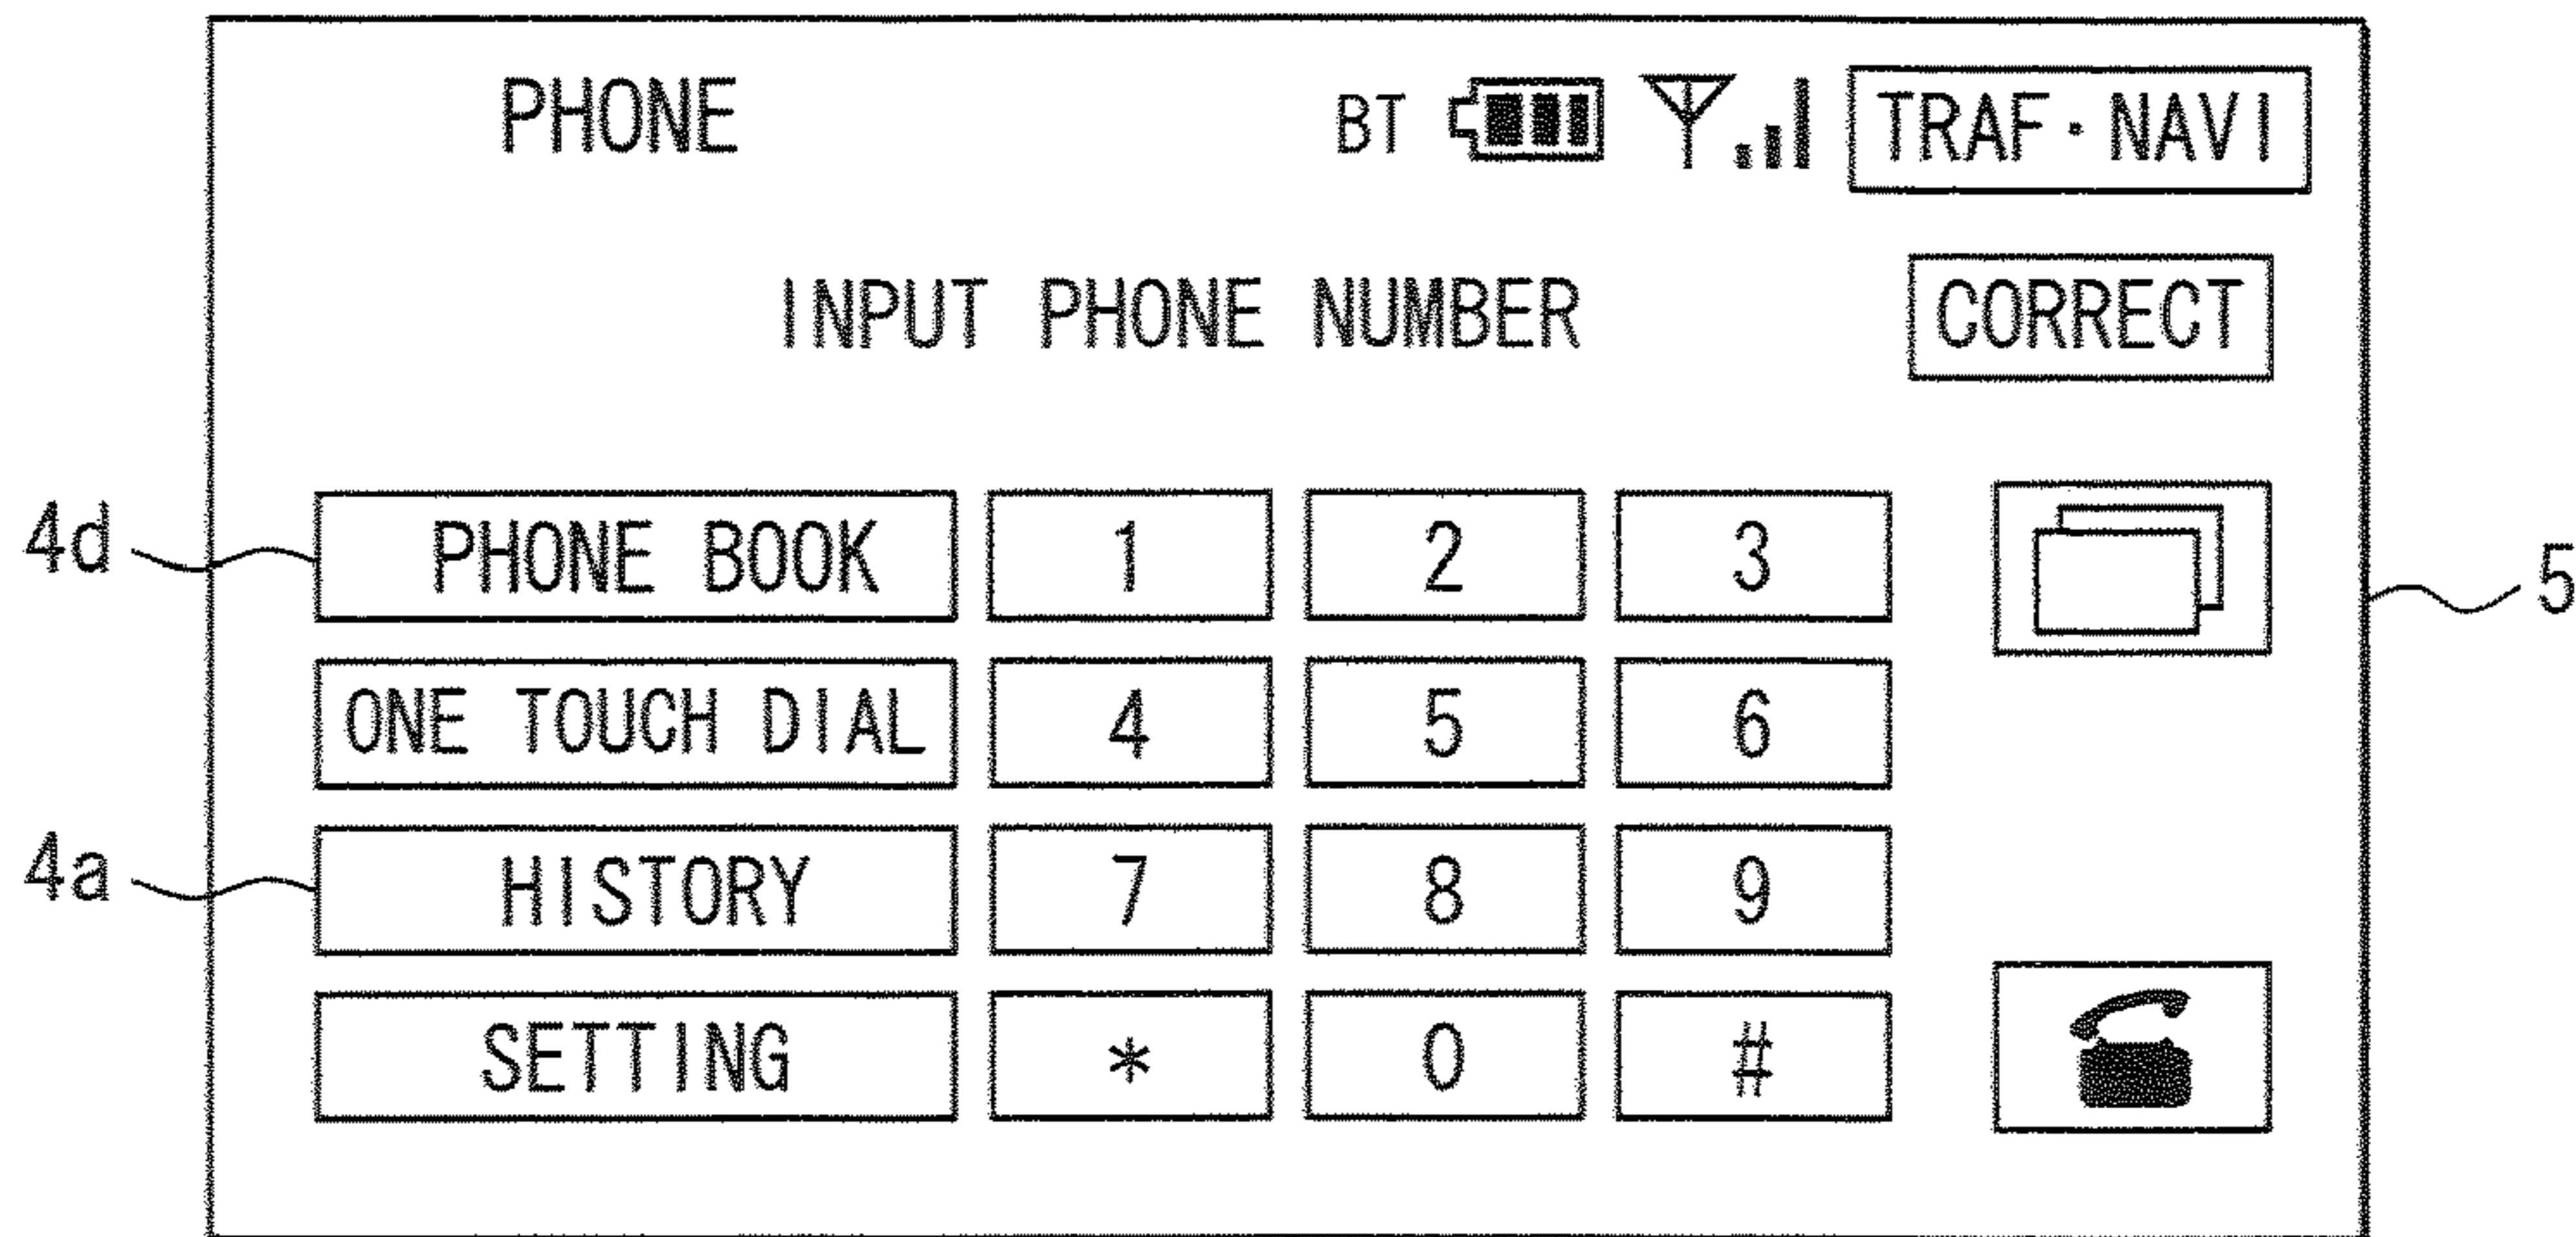 PHONE BT TRAF·NAVI
INPUT PHONE NUMBER CORRECT
4d PHONE BOOK 1 2 3
5
ONE TOUCH DIAL 4 5 6
4a HISTORY 7 8 9
SETTING * 0 #